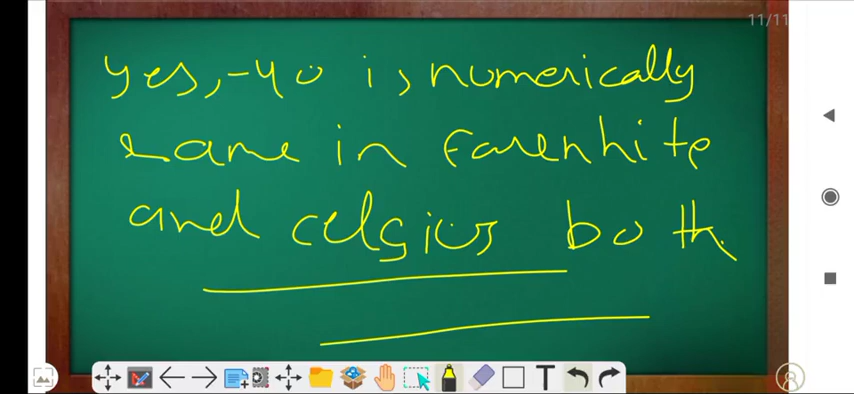 11/11
yes, -40 is numerically
same in farenhite
and celsius both
T